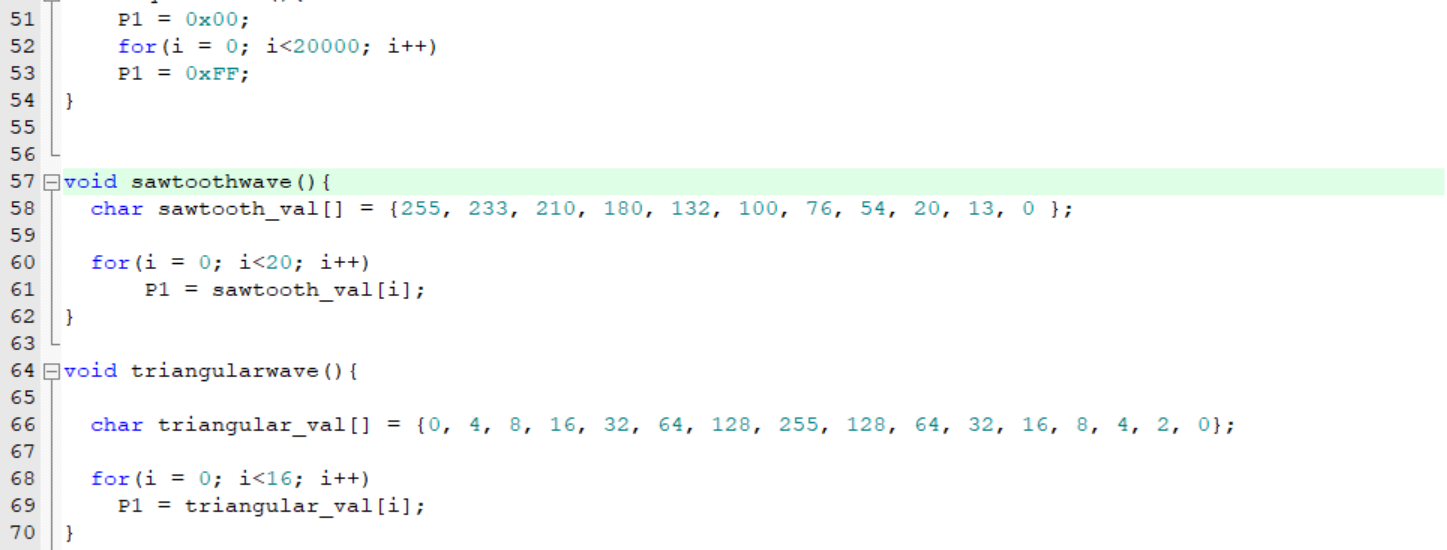 51 P1 = 0x00;
52 for(i = 0; i<20000; i++)
53 P1 = 0xFF;
54 }
55
56
57 void sawtoothwave(){
58 char sawtooth_val[] = {255, 233, 210, 180, 132, 100, 76, 54, 20, 13, 0 };
59
60 for(i = 0; i<20; i++)
61 P1 = sawtooth_val[i];
62 }
63
64 void triangularwave(){
65
66 char triangular_val[] = {0, 4, 8, 16, 32, 64, 128, 255, 128, 64, 32, 16, 8, 4, 2, 0};
67
68 for(i = 0; i<16; i++)
69 P1 = triangular_val[i];
70 }